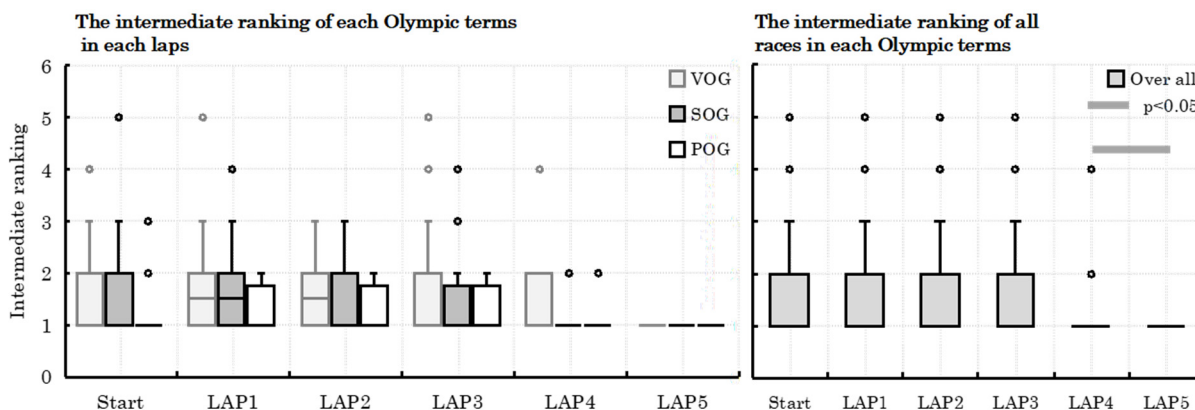 The intermediate ranking of each Olympic terms
in each laps
6
5
4
3
2
1
0
Intermediate ranking
VOG
SOG
POG
Start LAP1 LAP2 LAP3 LAP4 LAP5
The intermediate ranking of all
races in each Olympic terms
Over all
p<0.05
Start LAP1 LAP2 LAP3 LAP4 LAP5